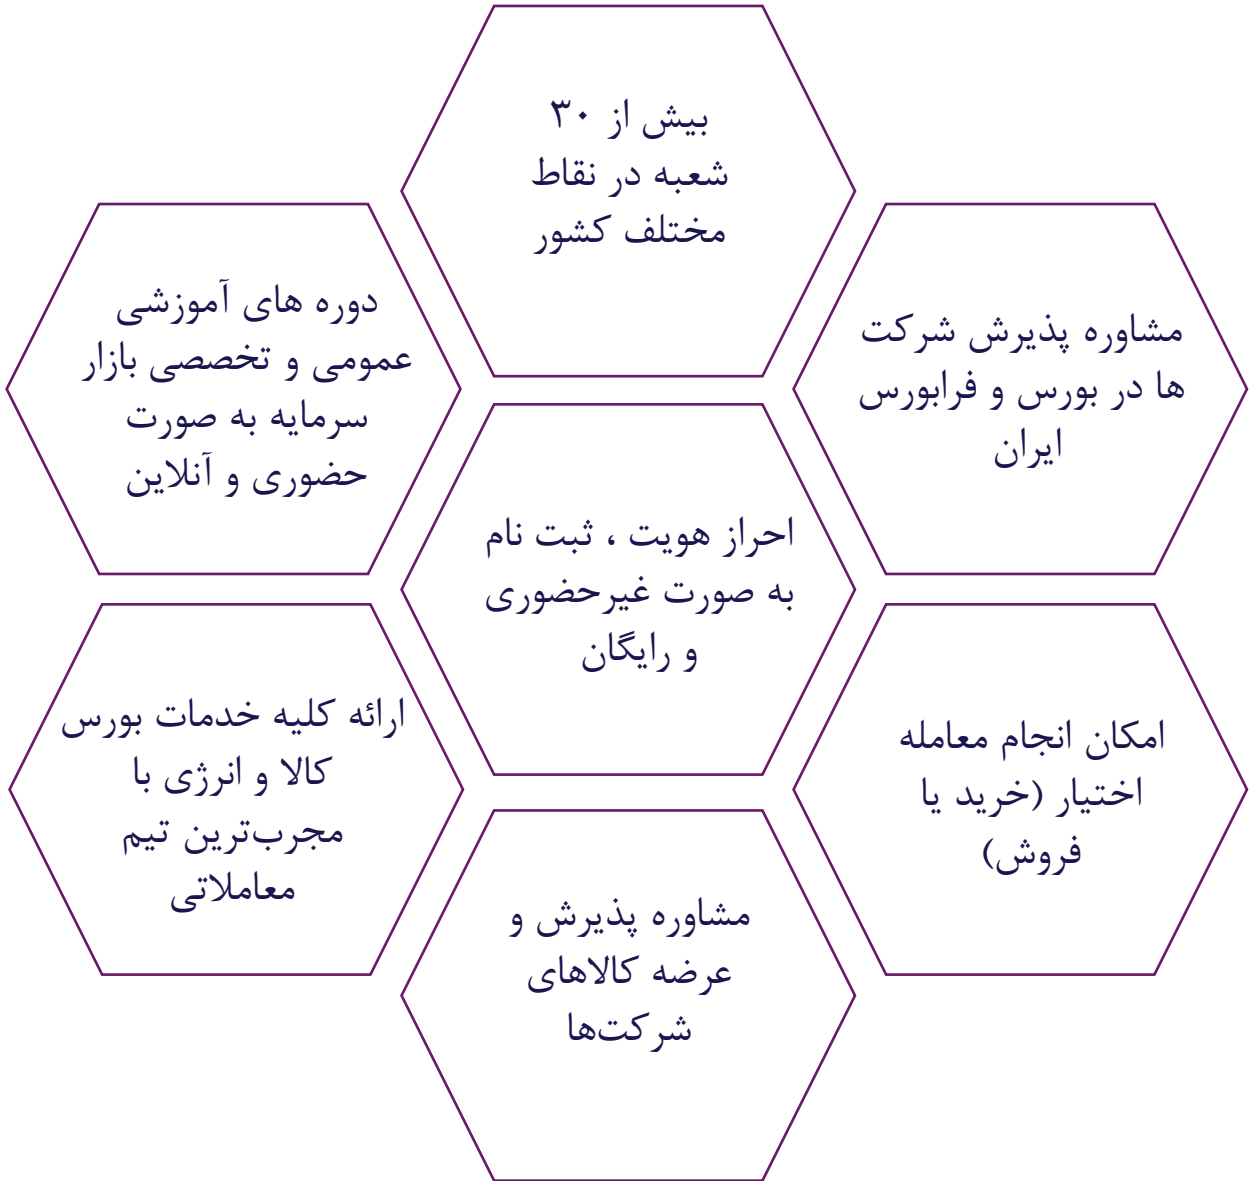 بیش از ۳۰
شعبه در نقاط
مختلف کشور
مشاوره پذیرش شرکت
ها در بورس و فرابورس
ایران
دوره های آموزشی
عمومی و تخصصی بازار
سرمایه به صورت
حضوری و آنلاین
احراز هویت ، ثبت نام
به صورت غیرحضوری
و رایگان
امکان انجام معامله
اختیار (خرید یا
فروش)
ارائه کلیه خدمات بورس
کالا و انرژی با
مجرب‌ترین تیم
معاملاتی
مشاوره پذیرش و
عرضه کالاهای
شرکت‌ها